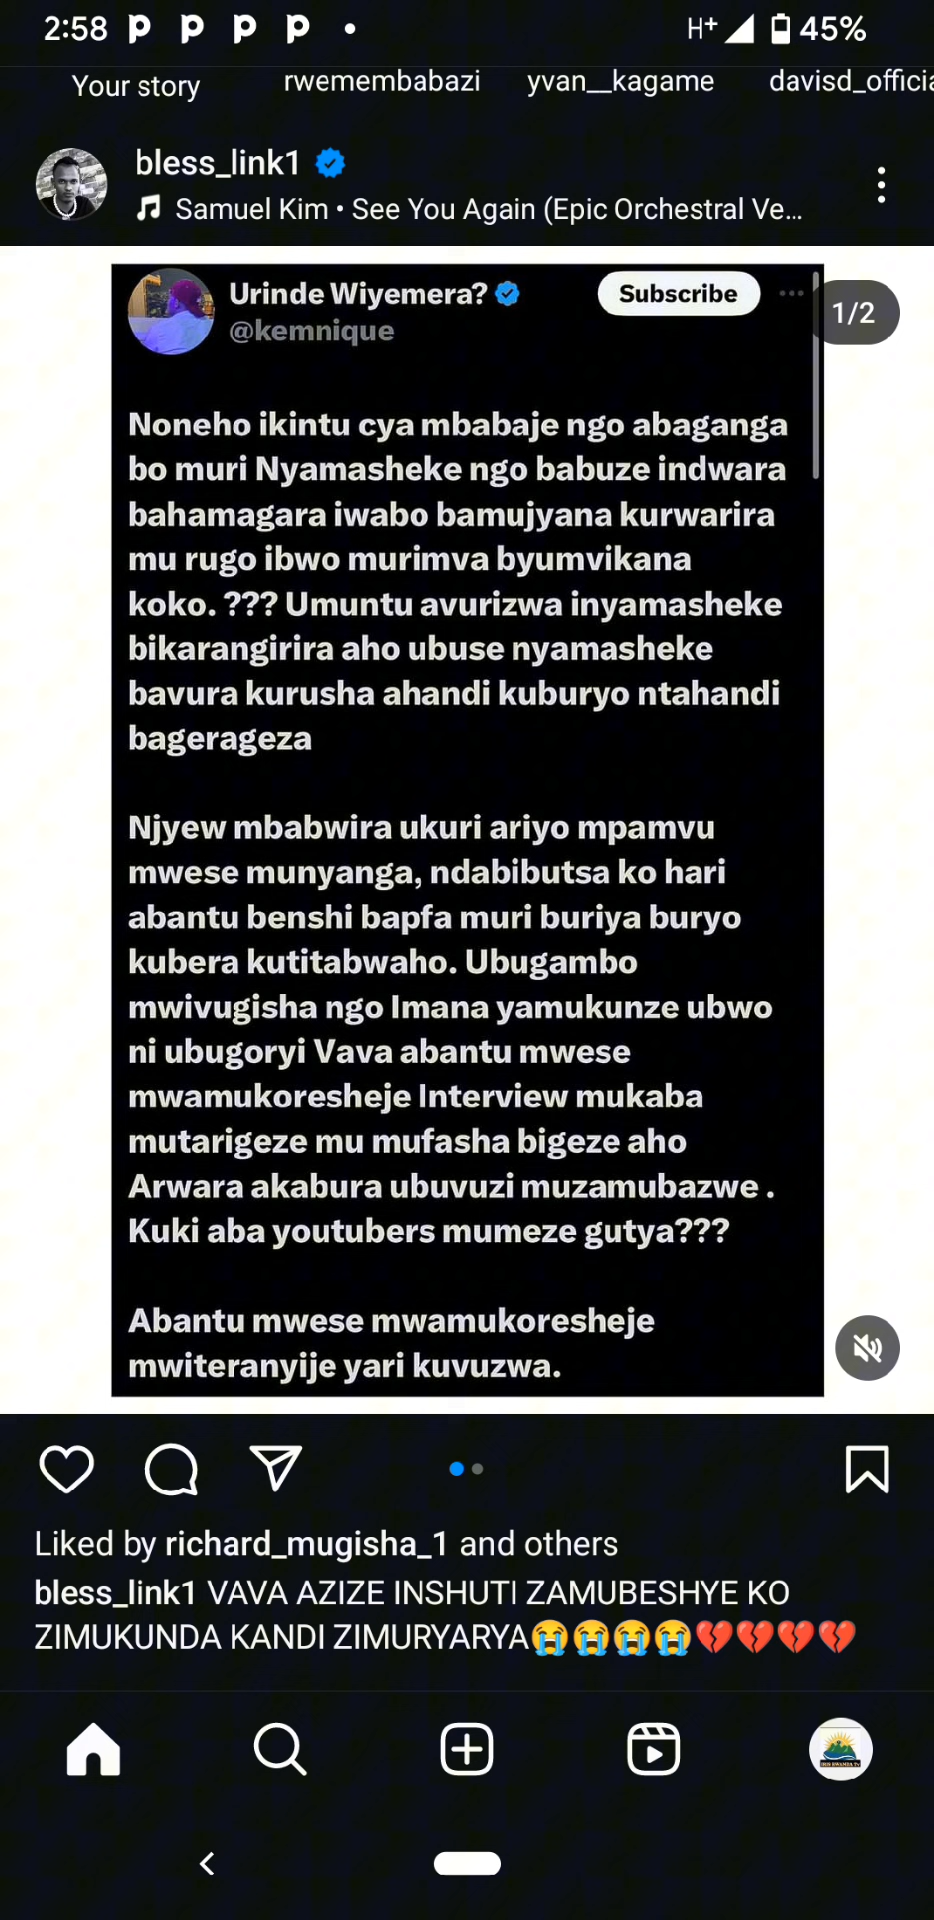 2:58
H+ 45%
Your story rwemembabazi yvan__kagame davisd_officia
bless_link1
Samuel Kim • See You Again (Epic Orchestral Ve...
Urinde Wiyemera?
Subscribe
@kemnique
1/2
Noneho ikintu cya mbabaje ngo abaganga
bo muri Nyamasheke ngo babuze indwara
bahamagara iwabo bamujyana kurwarira
mu rugo ibwo murimva byumvikana
koko. ??? Umuntu avurizwa inyamasheke
bikarangirira aho ubuse nyamasheke
bavura kurusha ahandi kuburyo ntahandi
bagerageza
Njyew mbabwira ukuri ariyo mpamvu
mwese munyanga, ndabibutsa ko hari
abantu benshi bapfa muri buriya buryo
kubera kutitabwaho. Ubugambo
mwivugisha ngo Imana yamukunze ubwo
ni ubugoryi Vava abantu mwese
mwamukoresheje Interview mukaba
mutarigeze mu mufasha bigeze aho
Arwara akabura ubuvuzi muzamubazwe .
Kuki aba youtubers mumeze gutya???
Abantu mwese mwamukoresheje
mwiteranyije yari kuvuzwa.
Liked by richard_mugisha_1 and others
bless_link1 VAVA AZIZE INSHUTI ZAMUBESHYE KO
ZIMUKUNDA KANDI ZIMURYARYA😭😭😭😭💔💔💔💔